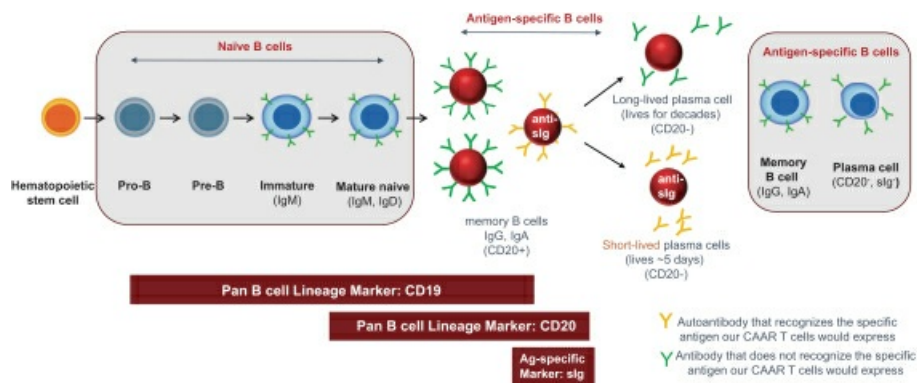 Naïve B cells
Hematopoietic
stem cell
Pro-B
Pre-B
Immature
(IgM)
Mature naive
(IgM, IgD)
Antigen-specific B cells
memory B cells
IgG, IgA
(CD20+)
anti-
sIg
Long-lived plasma cell
(lives for decades)
(CD20-)
anti-
sIg
Short-lived plasma cells
(lives ~5 days)
(CD20-)
Antigen-specific B cells
Memory
B cell
(IgG, IgA)
Plasma cell
(CD20-, sIg-)
Pan B cell Lineage Marker: CD19
Pan B cell Lineage Marker: CD20
Ag-specific
Marker: sIg
Autoantibody that recognizes the specific
antigen our CAAR T cells would express
Antibody that does not recognize the specific
antigen our CAAR T cells would express